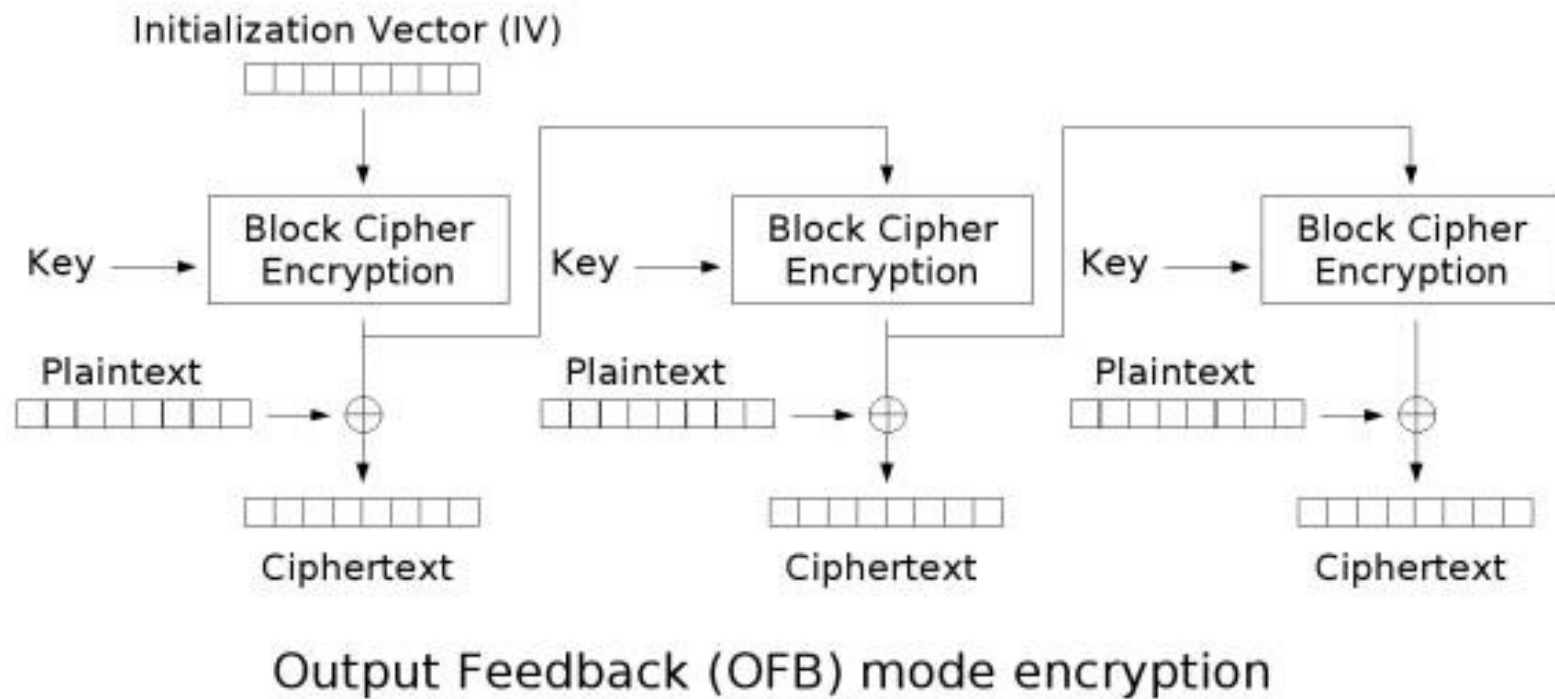 Initialization Vector (IV)
Block Cipher
Encryption
Key
Block Cipher
Encryption
Key
Block Cipher
Encryption
Key
Plaintext
Plaintext
Plaintext
Ciphertext
Ciphertext
Ciphertext
Output Feedback (OFB) mode encryption